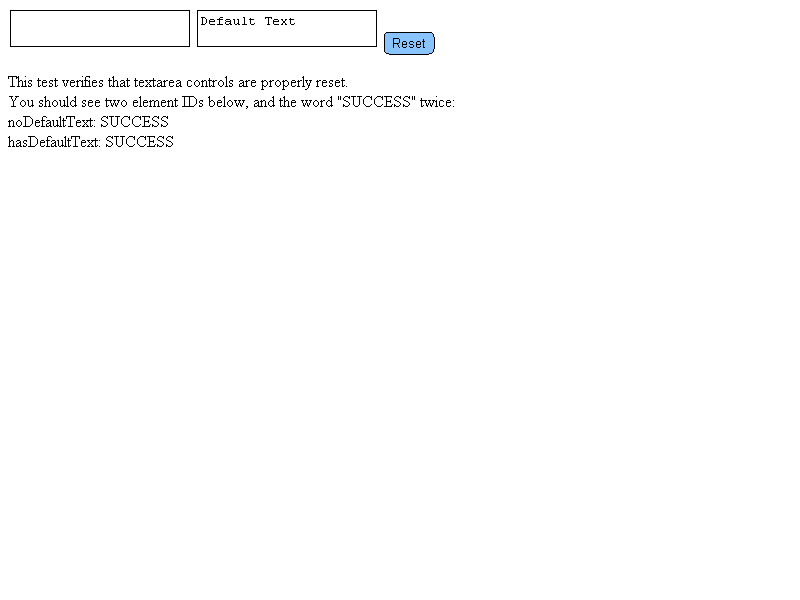 Default Text
Reset
This test verifies that textarea controls are properly reset.
You should see two element IDs below, and the word "SUCCESS" twice:
noDefaultText: SUCCESS
hasDefaultText: SUCCESS